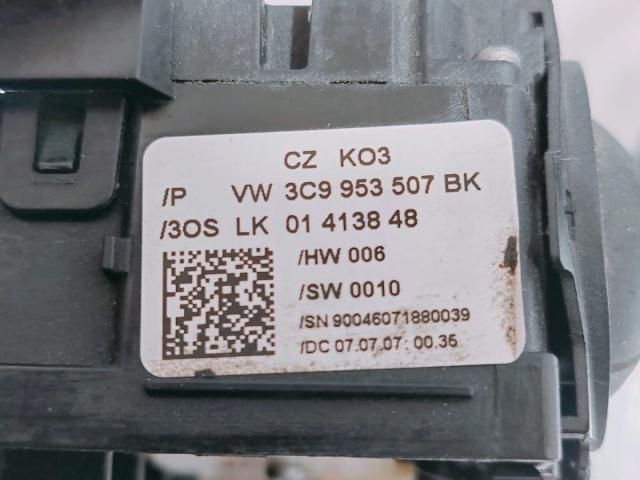 CZ KO3
/P VW 3C9 953 507 BK
/3OS LK 01 4138 48
/HW 006
/SW 0010
/SN 90046071880039
/DC 07.07.07 00.35